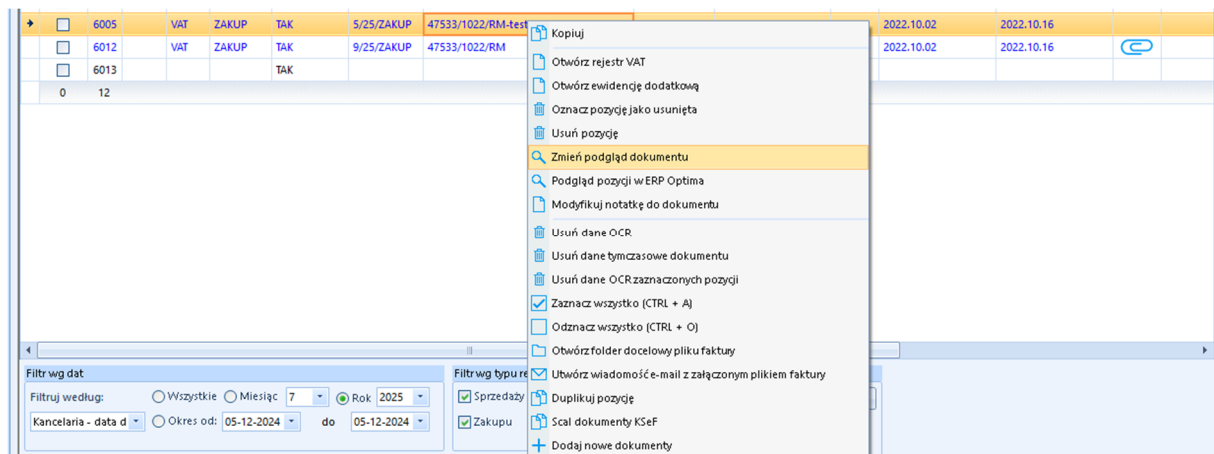 6005 VAT ZAKUP TAK 5/25/ZAKUP 47533/1022/RM-test 2022.10.02 2022.10.16
6012 VAT ZAKUP TAK 9/25/ZAKUP 47533/1022/RM 2022.10.02 2022.10.16
6013 TAK
0 12
Kopiuj
Otwórz rejestr VAT
Otwórz ewidencję dodatkową
Oznacz pozycję jako usunięta
Usuń pozycję
Zmień podgląd dokumentu
Podgląd pozycji w ERP Optima
Modyfikuj notatkę do dokumentu
Usuń dane OCR
Usuń dane tymczasowe dokumentu
Usuń dane OCR zaznaczonych pozycji
Zaznacz wszystko (CTRL + A)
Odznacz wszystko (CTRL + O)
Otwórz folder docelowy pliku faktury
Utwórz wiadomość e-mail z załączonym plikiem faktury
Duplikuj pozycję
Scal dokumenty KSeF
Dodaj nowe dokumenty
Filtr wg dat
Filtruj według: Wszystkie Miesiąc 7 Rok 2025
Kancelaria - data d Okres od: 05-12-2024 do 05-12-2024
Filtr wg typu re
Sprzedaży
Zakupu